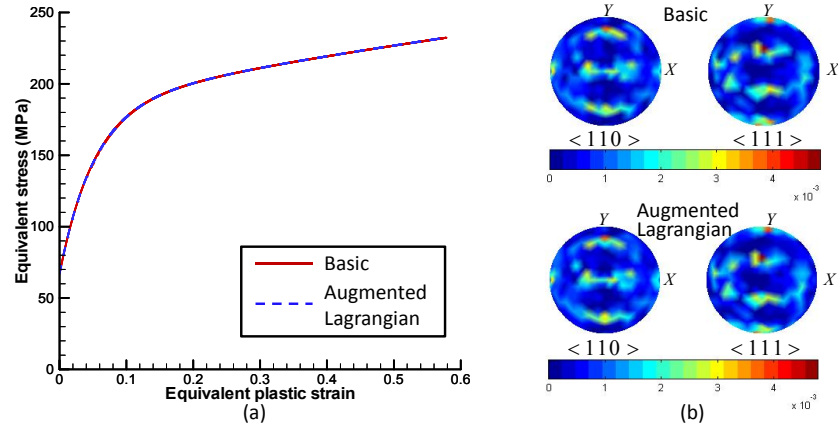 250
200
150
100
50
0
Equivalent stress (MPa)
Basic
Augmented
Lagrangian
0 0.1 0.2 0.3 0.4 0.5 0.6
Equivalent plastic strain
(a)
Y Basic Y
X
< 110 > < 111 >
0 1 2 3 4
x 10⁻³
Augmented
Lagrangian
Y Y
X X
< 110 > < 111 >
0 1 2 3 4
x 10⁻³
(b)